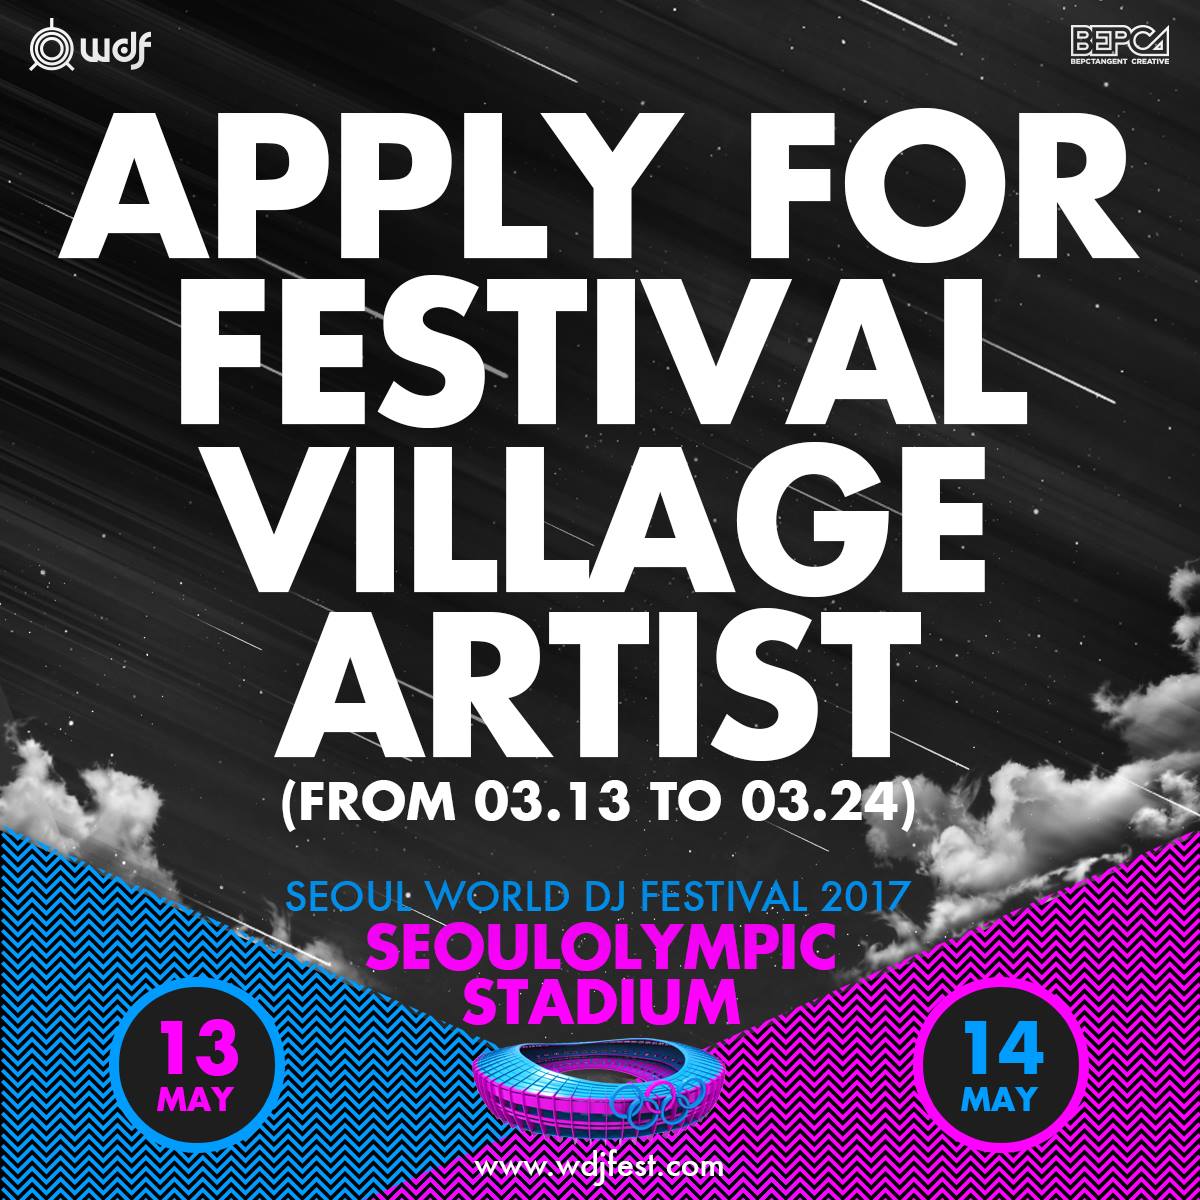 wdf
BEPCA
BEPCTANGENT CREATIVE
APPLY FOR
FESTIVAL
VILLAGE
ARTIST
(FROM 03.13 TO 03.24)
SEOUL WORLD DJ FESTIVAL 2017
SEOULOLYMPIC
STADIUM
13
MAY
14
MAY
www.wdjfest.com